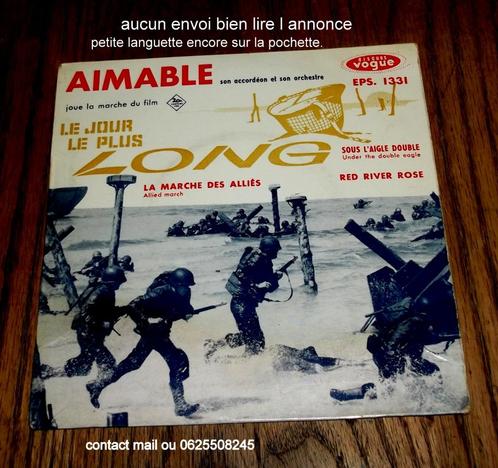 aucun envoi bien lire l annonce
petite languette encore sur la pochette.
DISQUES
vogue
AIMABLE son accordéon et son orchestre
EPS. 1331
joue la marche du film
LE JOUR
LE PLUS
LONG
SOUS L'AIGLE DOUBLE
Under the double eagle
LA MARCHE DES ALLIÉS
Allied march
RED RIVER ROSE
contact mail ou 0625508245